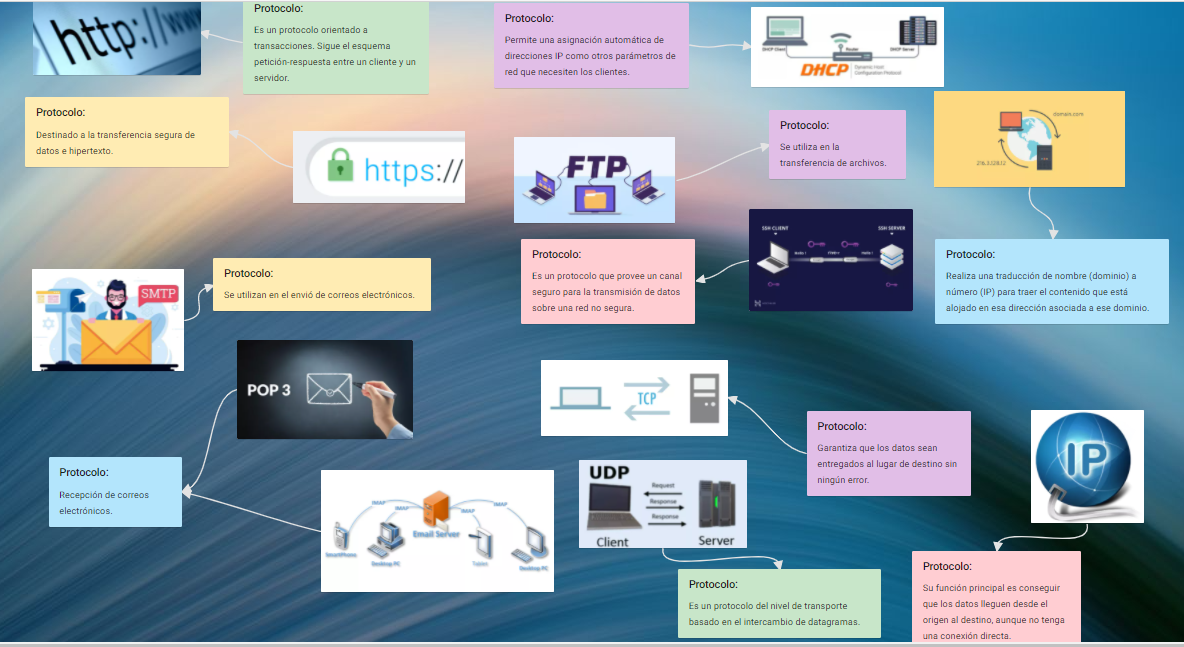 http://www
Protocolo:
Es un protocolo orientado a
transacciones. Sigue el esquema
petición-respuesta entre un cliente y un
servidor.
Protocolo:
Permite una asignación automática de
direcciones IP como otros parámetros de
red que necesiten los clientes.
DHCP Client
Router
DHCP Server
DHCP
Dynamic Host
Configuration Protocol
Protocolo:
Destinado a la transferencia segura de
datos e hipertexto.
https://
FTP
Protocolo:
Se utiliza en la
transferencia de archivos.
domain.com
Protocolo:
Se utilizan en el envió de correos electrónicos.
SMTP
Protocolo:
Es un protocolo que provee un canal
seguro para la transmisión de datos
sobre una red no segura.
SSH CLIENT
SSH SERVER
Protocolo:
Realiza una traducción de nombre (dominio) a
número (IP) para traer el contenido que está
alojado en esa dirección asociada a ese dominio.
POP 3
TCP
Protocolo:
Garantiza que los datos sean
entregados al lugar de destino sin
ningún error.
IP
Protocolo:
Recepción de correos
electrónicos.
IMAP
IMAP
IMAP
IMAP
Email Server
SmartPhone
Desktop PC
Tablet
Desktop PC
UDP
Request
Response
Response
Client
Server
Protocolo:
Es un protocolo del nivel de transporte
basado en el intercambio de datagramas.
Protocolo:
Su función principal es conseguir
que los datos lleguen desde el
origen al destino, aunque no tenga
una conexión directa.